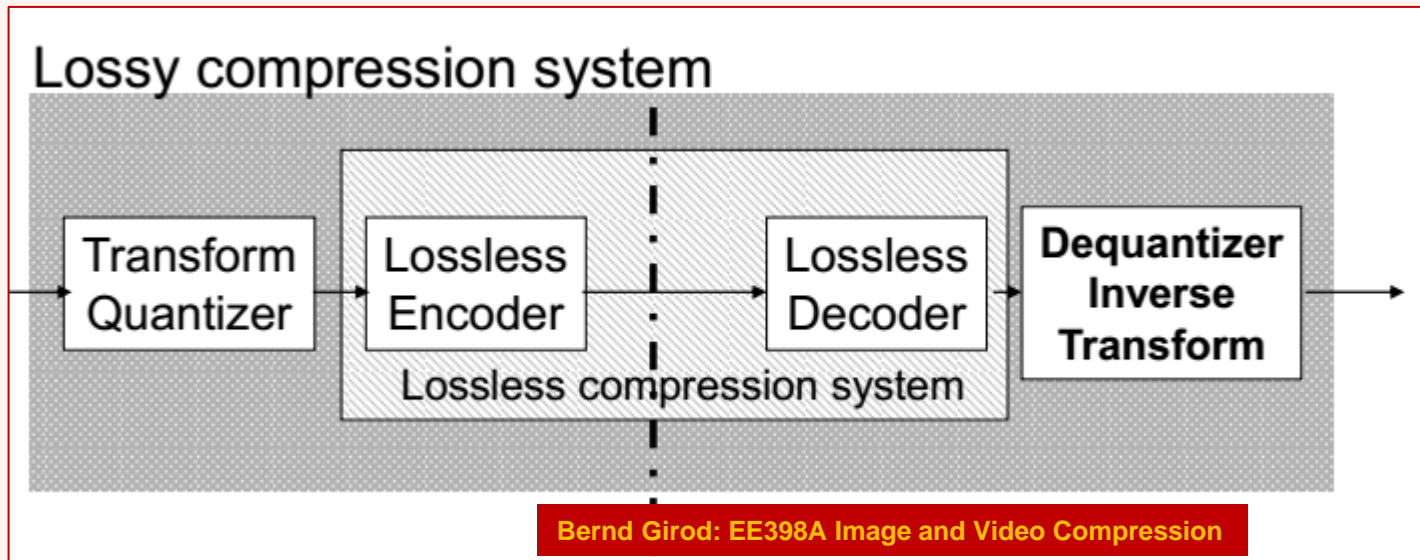 Lossy compression system
Transform
Quantizer
Lossless
Encoder
Lossless
Decoder
Dequantizer
Inverse
Transform
Lossless compression system
Bernd Girod: EE398A Image and Video Compression